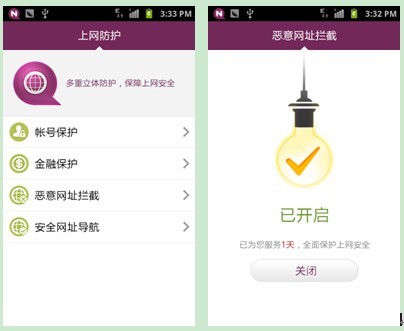 3:33 PM
上网防护
多重立体防护，保障上网安全
帐号保护
金融保护
恶意网址拦截
安全网址导航
3:32 PM
恶意网址拦截
已开启
已为您服务1天，全面保护上网安全
关闭